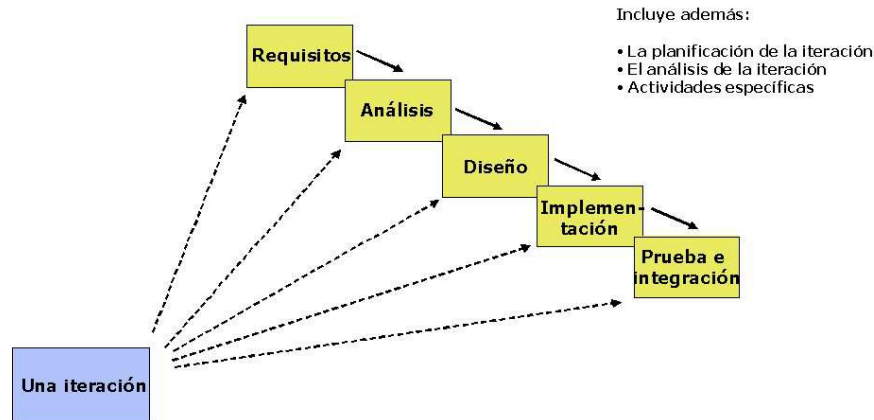 Incluye además:
• La planificación de la iteración
• El análisis de la iteración
• Actividades específicas
Requisitos
Análisis
Diseño
Implemen-
tación
Prueba e
integración
Una iteración